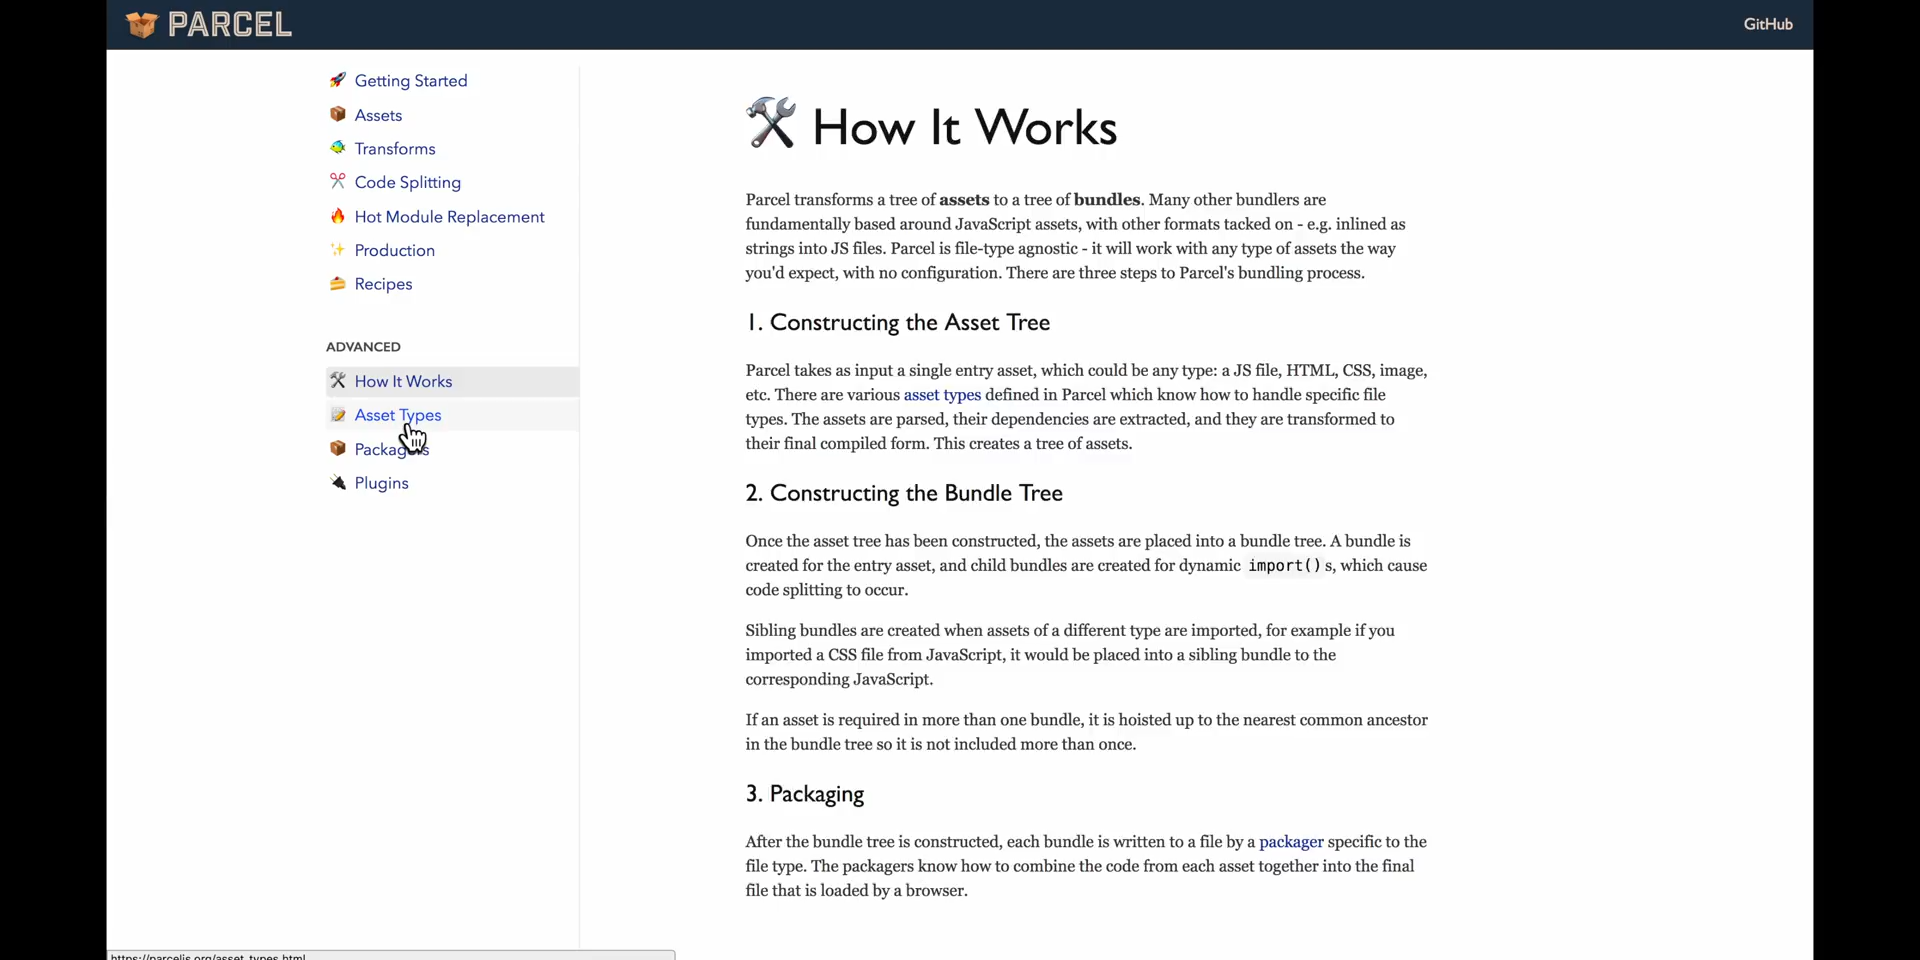 PARCEL
GitHub
Getting Started
Assets
Transforms
Code Splitting
Hot Module Replacement
Production
Recipes
ADVANCED
How It Works
Asset Types
Packagers
Plugins
How It Works
Parcel transforms a tree of assets to a tree of bundles. Many other bundlers are
fundamentally based around JavaScript assets, with other formats tacked on - e.g. inlined as
strings into JS files. Parcel is file-type agnostic - it will work with any type of assets the way
you'd expect, with no configuration. There are three steps to Parcel's bundling process.
1. Constructing the Asset Tree
Parcel takes as input a single entry asset, which could be any type: a JS file, HTML, CSS, image,
etc. There are various asset types defined in Parcel which know how to handle specific file
types. The assets are parsed, their dependencies are extracted, and they are transformed to
their final compiled form. This creates a tree of assets.
2. Constructing the Bundle Tree
Once the asset tree has been constructed, the assets are placed into a bundle tree. A bundle is
created for the entry asset, and child bundles are created for dynamic import()s, which cause
code splitting to occur.
Sibling bundles are created when assets of a different type are imported, for example if you
imported a CSS file from JavaScript, it would be placed into a sibling bundle to the
corresponding JavaScript.
If an asset is required in more than one bundle, it is hoisted up to the nearest common ancestor
in the bundle tree so it is not included more than once.
3. Packaging
After the bundle tree is constructed, each bundle is written to a file by a packager specific to the
file type. The packagers know how to combine the code from each asset together into the final
file that is loaded by a browser.
https://parceljs.org/asset_types.html